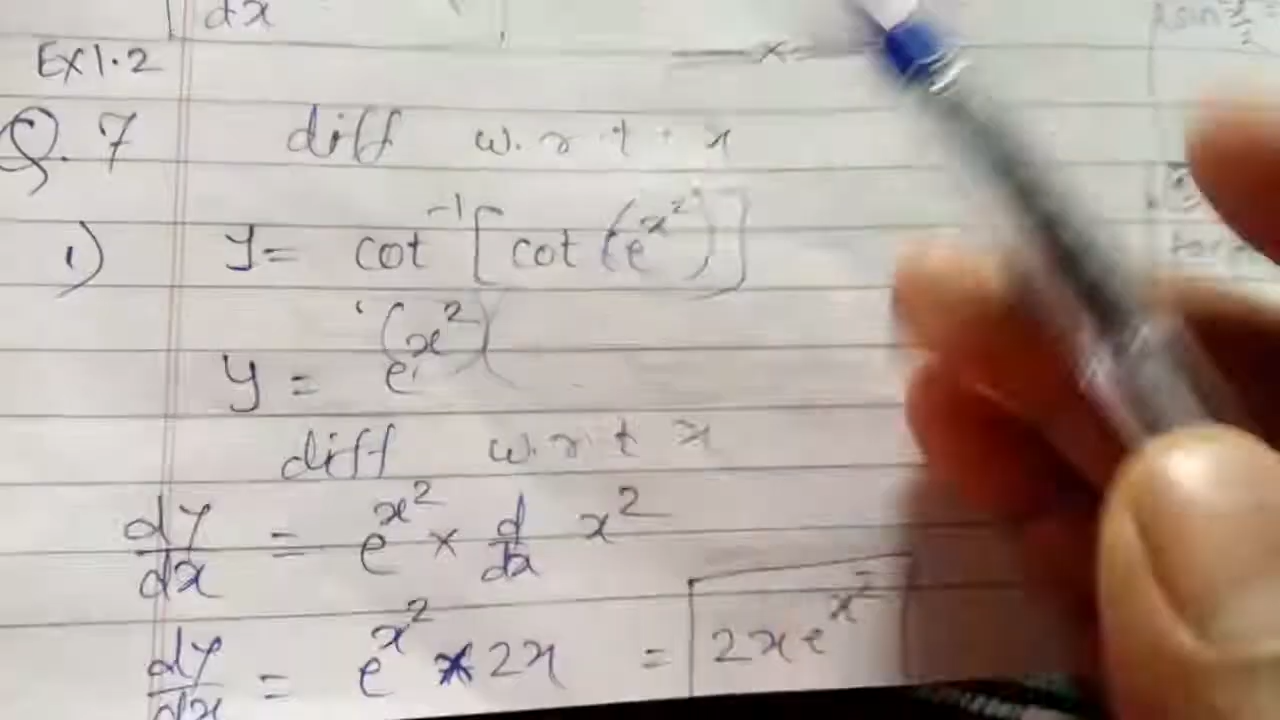 dx
Ex 1.2
Q. 7 diff w.r.t. x
1) y = cot⁻¹[cot(e^x²)]
y = e^(x²)
diff w.r.t x
dy/dx = e^x² × d/dx x²
dy/dx = e^x² × 2x = 2xe^x²